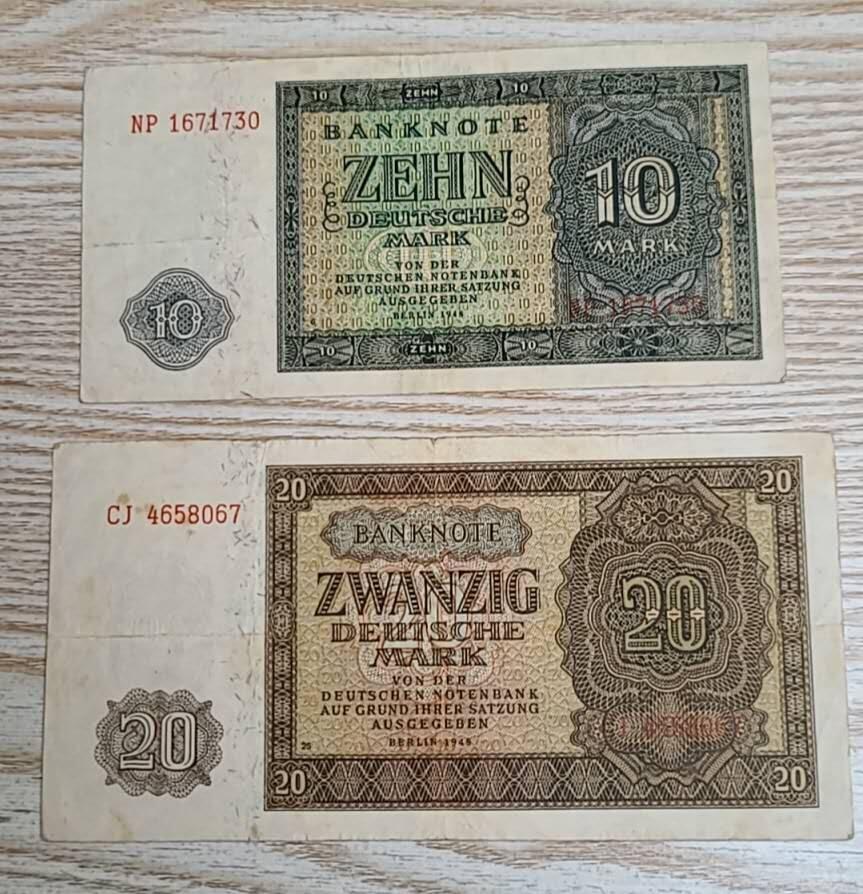 10 ZEHN 10
NP 1671730
BANKNOTE
ZEHN
DEUTSCHE
MARK
10
MARK
VON DER
DEUTSCHEN NOTENBANK
AUF GRUND IHRER SATZUNG
AUSGEGEBEN
BERLIN 1948
10
10 ZEHN 10
20 20
CJ 4658067
BANKNOTE
ZWANZIG
DEUTSCHE
MARK
20
VON DER
DEUTSCHEN NOTENBANK
AUF GRUND IHRER SATZUNG
AUSGEGEBEN
BERLIN 1948
20
20 20